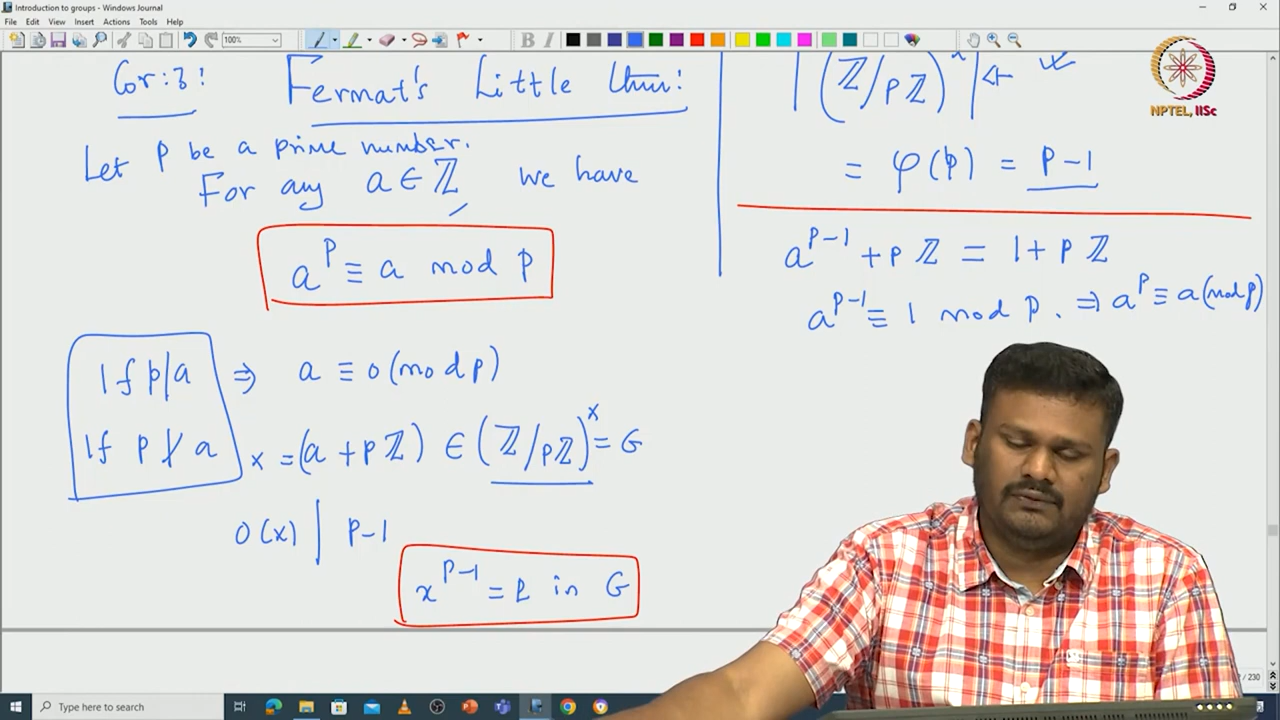 Introduction to groups - Windows Journal
File Edit View Insert Actions Tools Help
100%
B I
NPTEL, IISc
Cor:3: Fermat's Little thm:
Let p be a prime number.
For any a ∈ ℤ we have
a^p ≡ a mod p
If p|a ⇒ a ≡ 0 (mod p)
If p ∤ a x = (a + pℤ) ∈ (ℤ/pℤ)^x = G
o(x) | p-1
x^{p-1} = 1 in G
|(ℤ/pℤ)^x|
= φ(p) = p-1
a^{p-1} + pℤ = 1 + pℤ
a^{p-1} ≡ 1 mod p. ⇒ a^p ≡ a (mod p)
/ 230
Type here to search